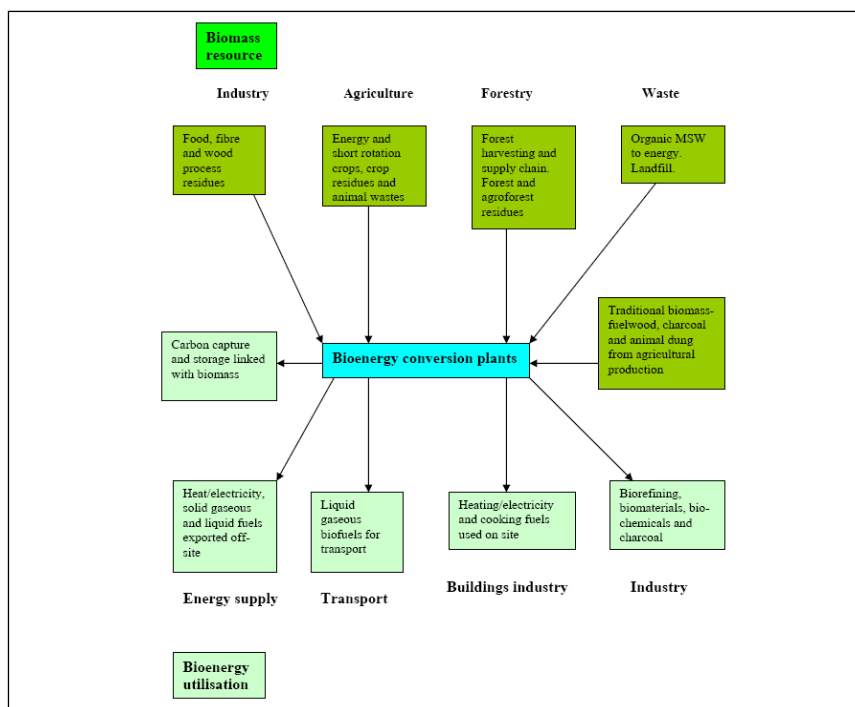 Biomass
resource
Industry
Agriculture
Forestry
Waste
Food, fibre
and wood
process
residues
Energy and
short rotation
crops, crop
residues and
animal wastes
Forest
harvesting and
supply chain.
Forest and
agroforest
residues
Organic MSW
to energy.
Landfill.
Carbon capture
and storage linked
with biomass
Bioenergy conversion plants
Traditional biomass-
fuelwood, charcoal
and animal dung
from agricultural
production
Heat/electricity,
solid gaseous
and liquid fuels
exported off-
site
Liquid
gaseous
biofuels for
transport
Heating/electricity
and cooking fuels
used on site
Biorefining,
biomaterials, bio-
chemicals and
charcoal
Energy supply
Transport
Buildings industry
Industry
Bioenergy
utilisation